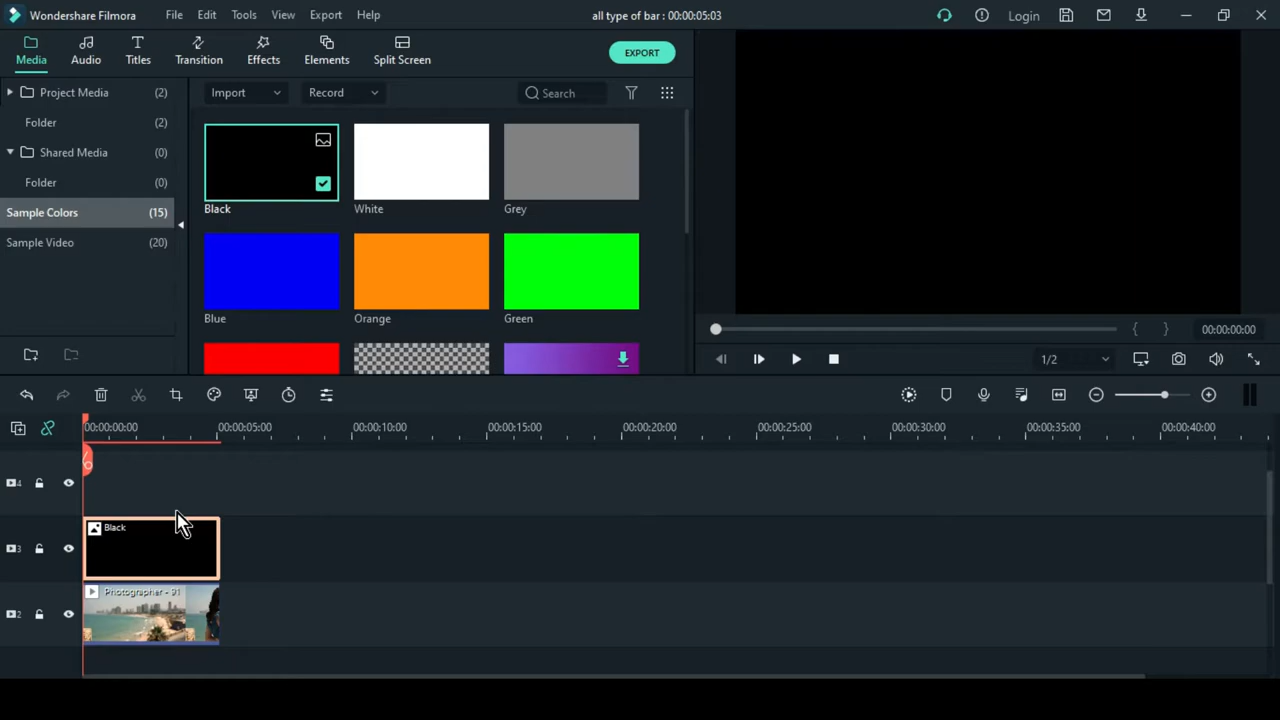 Wondershare Filmora
File
Edit
Tools
View
Export
Help
all type of bar : 00:00:05:03
Login
Media
Audio
Titles
Transition
Effects
Elements
Split Screen
EXPORT
Project Media (2)
Folder (2)
Shared Media (0)
Folder (0)
Sample Colors (15)
Sample Video (20)
Import
Record
Search
Black
White
Grey
Blue
Orange
Green
{ }
00:00:00:00
1/2
00:00:00:00
00:00:05:00
00:00:10:00
00:00:15:00
00:00:20:00
00:00:25:00
00:00:30:00
00:00:35:00
00:00:40:00
4
3
Black
2
Photographer - 91